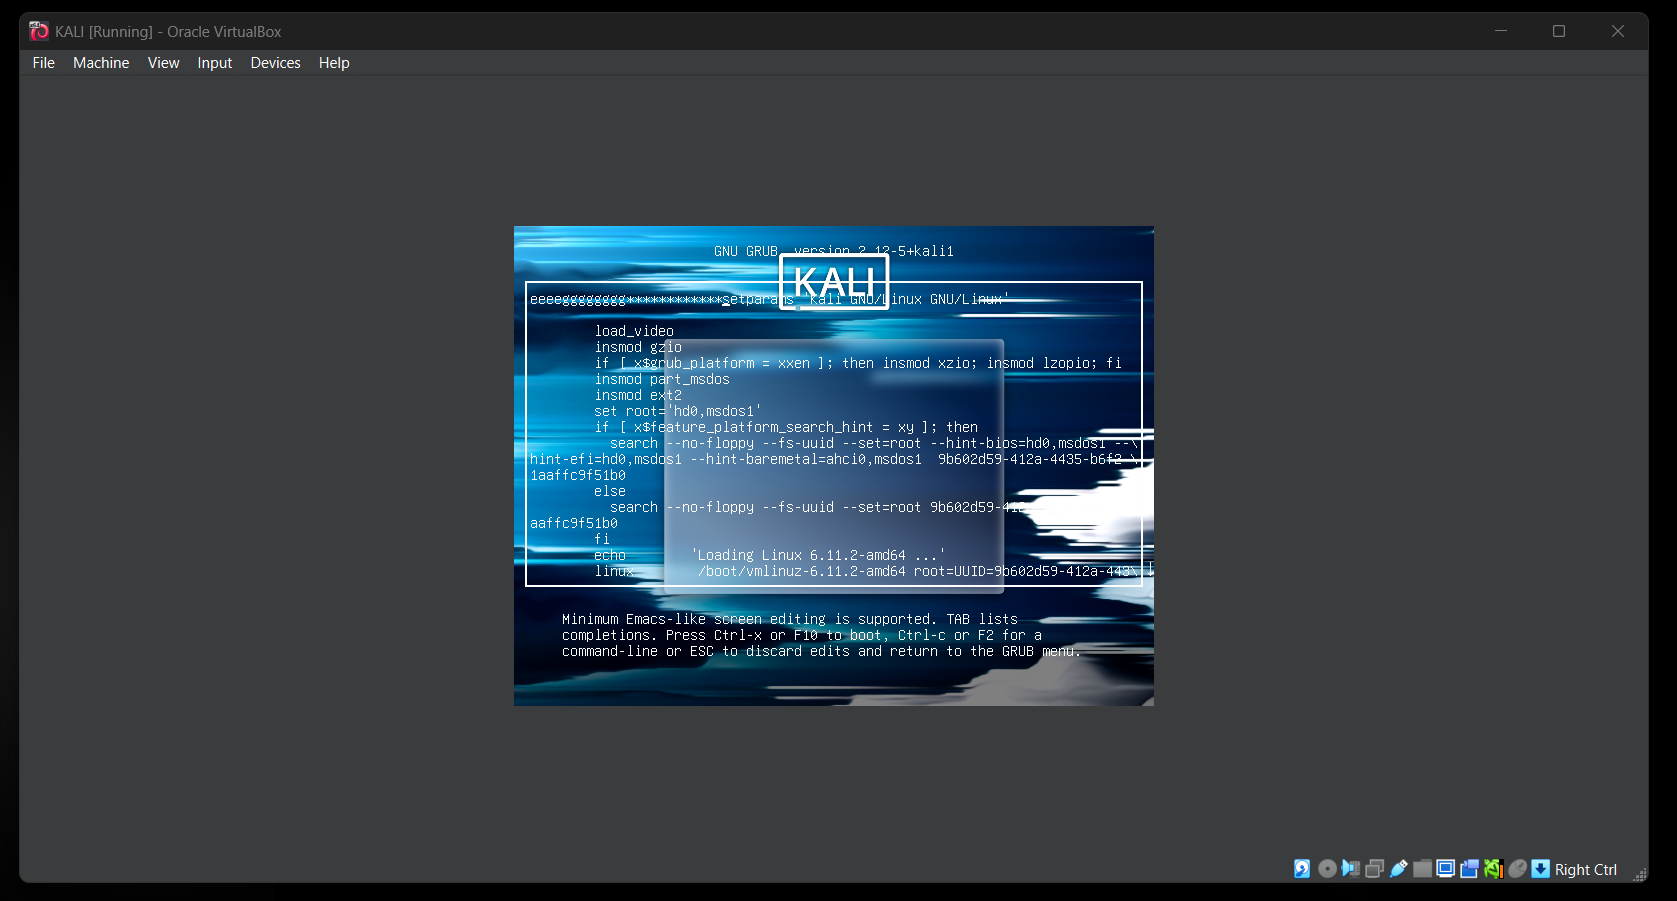 KALI [Running] - Oracle VirtualBox
File Machine View Input Devices Help
GNU GRUB version 2.12-5+kali1
KALI
eeeegggggggg************setparams 'Kali GNU/Linux GNU/Linux'
load_video
insmod gzio
if [ x$grub_platform = xxen ]; then insmod xzio; insmod lzopio; fi
insmod part_msdos
insmod ext2
set root='hd0,msdos1'
if [ x$feature_platform_search_hint = xy ]; then
search --no-floppy --fs-uuid --set=root --hint-bios=hd0,msdos1 --\
hint-efi=hd0,msdos1 --hint-baremetal=ahci0,msdos1 9b602d59-412a-4435-b6f2-\
1aaffc9f51b0
else
search --no-floppy --fs-uuid --set=root
aaffc9f51b0
fi
echo 'Loading Linux 6.11.2-amd64 ...'
linux /boot/vmlinuz-6.11.2-amd64 root=UUID=9b602d59-412a-443\
Minimum Emacs-like screen editing is supported. TAB lists
completions. Press Ctrl-x or F10 to boot, Ctrl-c or F2 for a
command-line or ESC to discard edits and return to the GRUB menu.
Right Ctrl